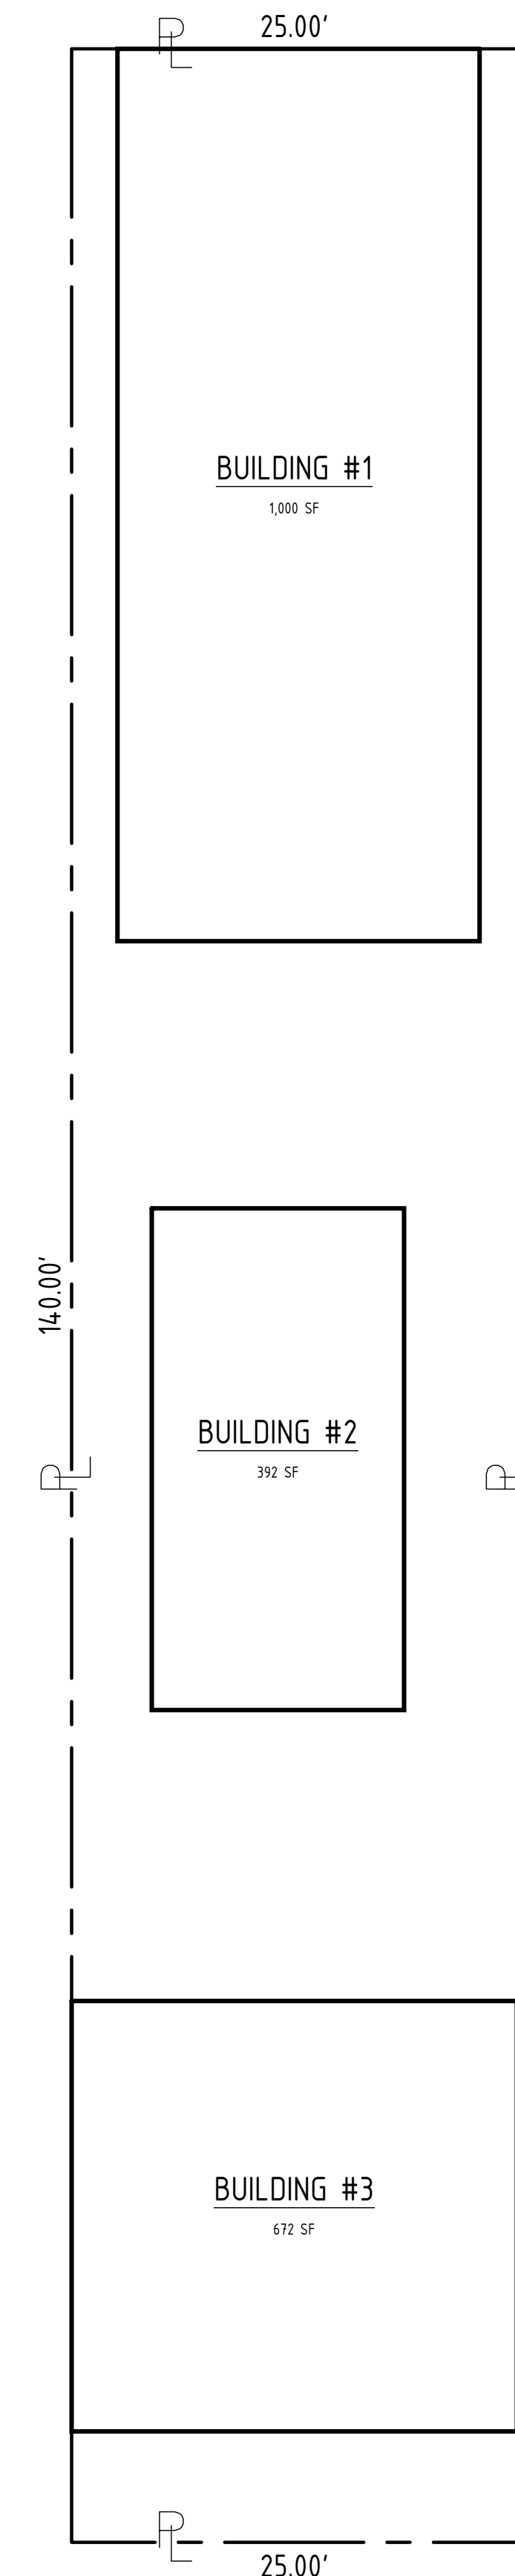 25.00'
PL
BUILDING #1
1,000 SF
140.00'
BUILDING #2
392 SF
PL
P
BUILDING #3
672 SF
PL
25.00'